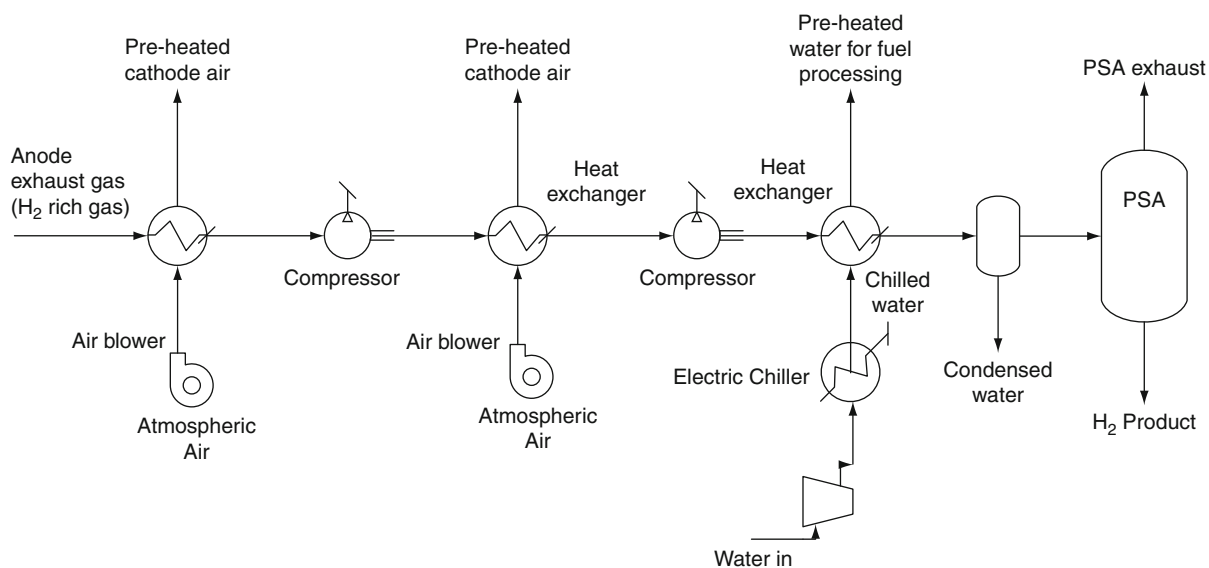 Pre-heated
cathode air
Pre-heated
cathode air
Pre-heated
water for fuel
processing
PSA exhaust
Anode
exhaust gas
(H₂ rich gas)
Heat
exchanger
Heat
exchanger
PSA
Compressor
Compressor
Chilled
water
Air blower
Air blower
Electric Chiller
Condensed
water
Atmospheric
Air
Atmospheric
Air
H₂ Product
Water in